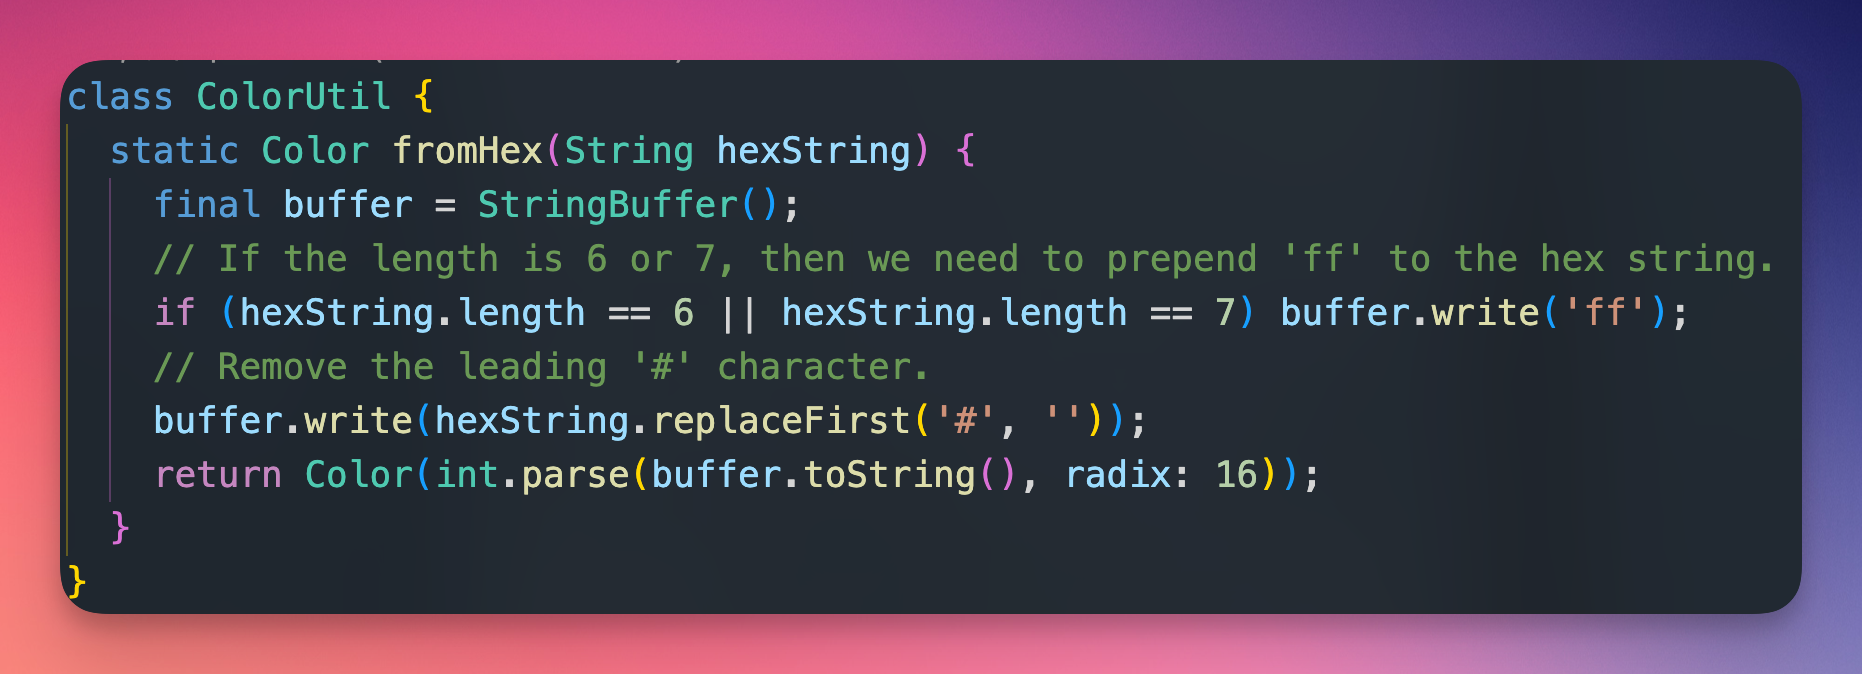 class ColorUtil {
  static Color fromHex(String hexString) {
    final buffer = StringBuffer();
    // If the length is 6 or 7, then we need to prepend 'ff' to the hex string.
    if (hexString.length == 6 || hexString.length == 7) buffer.write('ff');
    // Remove the leading '#' character.
    buffer.write(hexString.replaceFirst('#', ''));
    return Color(int.parse(buffer.toString(), radix: 16));
  }
}